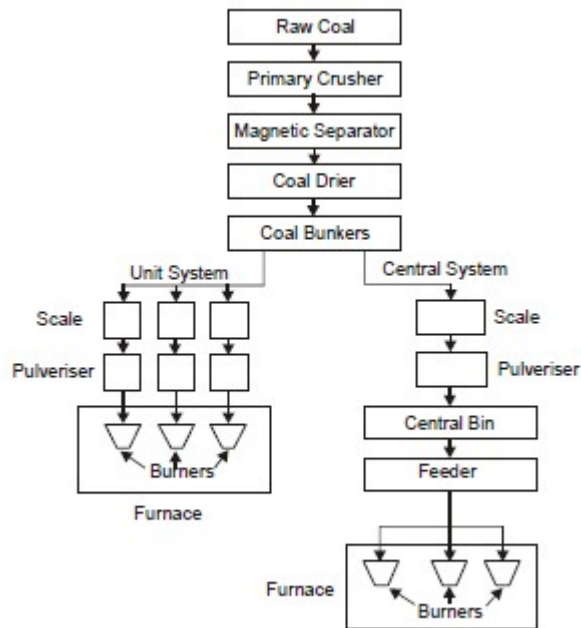 Raw Coal
Primary Crusher
Magnetic Separator
Coal Drier
Coal Bunkers
Unit System
Central System
Scale
Scale
Pulveriser
Pulveriser
Central Bin
Burners
Feeder
Furnace
Furnace
Burners